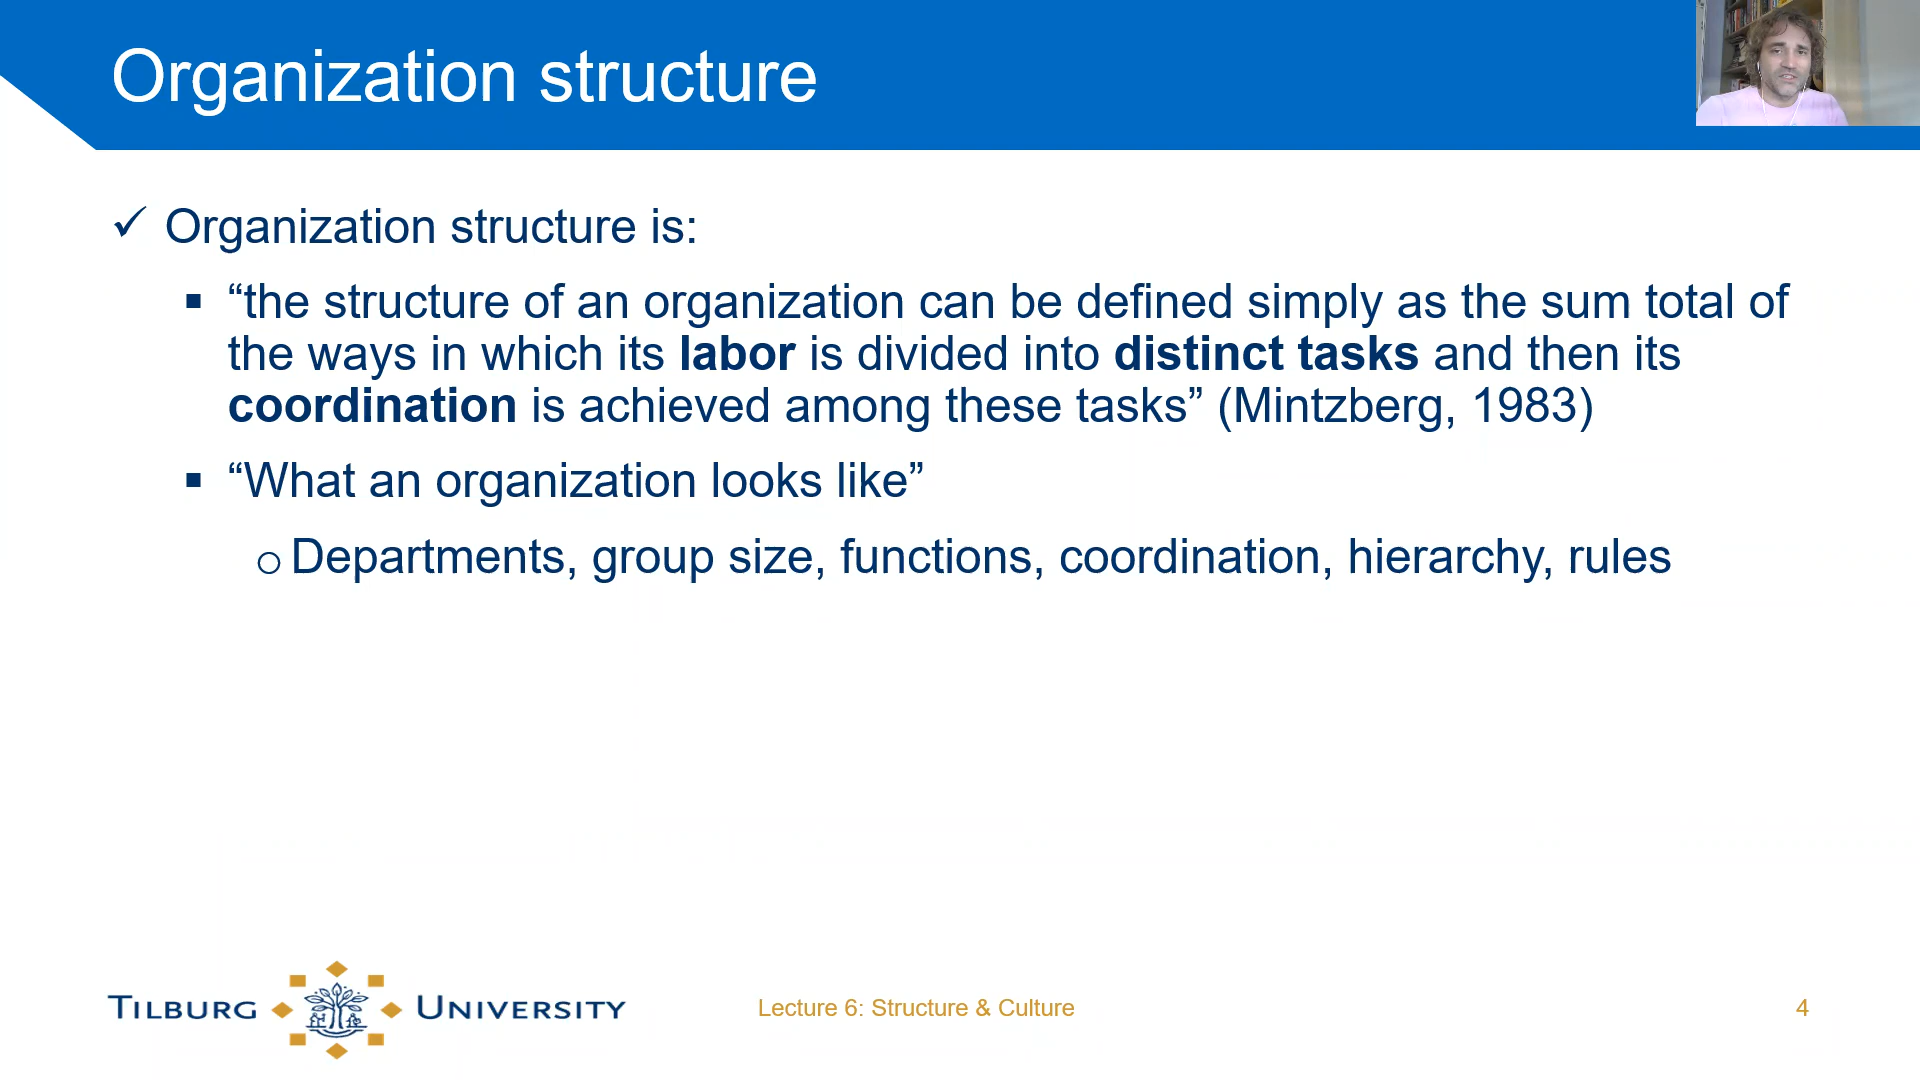 Organization structure
✓ Organization structure is:
▪ “the structure of an organization can be defined simply as the sum total of
the ways in which its labor is divided into distinct tasks and then its
coordination is achieved among these tasks” (Mintzberg, 1983)
▪ “What an organization looks like”
o Departments, group size, functions, coordination, hierarchy, rules
TILBURG UNIVERSITY
Lecture 6: Structure & Culture
4